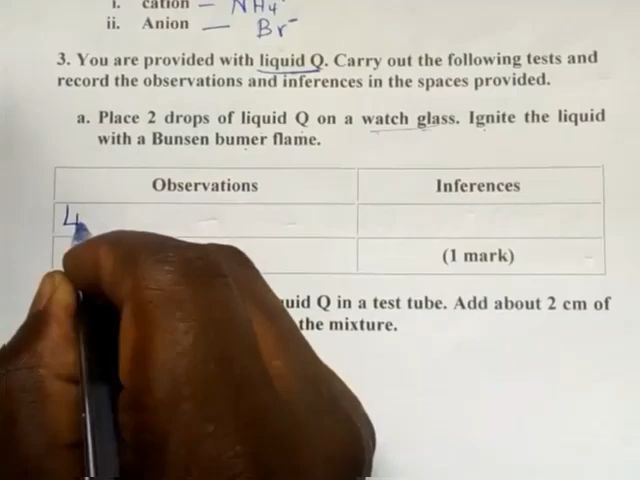 i. cation — NH4
ii. Anion — Br-
3. You are provided with liquid Q. Carry out the following tests and
record the observations and inferences in the spaces provided.
a. Place 2 drops of liquid Q on a watch glass. Ignite the liquid
with a Bunsen bumer flame.
Observations Inferences
(1 mark)
uid Q in a test tube. Add about 2 cm of
the mixture.